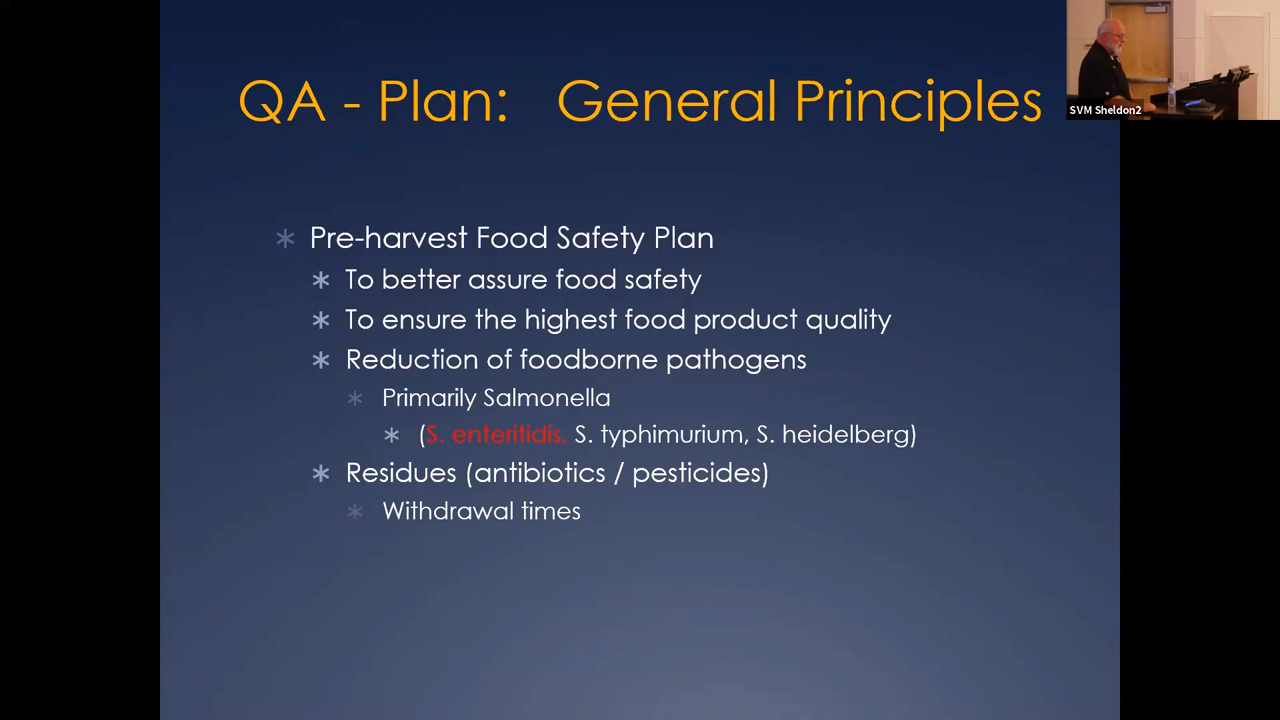 QA - Plan: General Principles
SVM Sheldon2
* Pre-harvest Food Safety Plan
* To better assure food safety
* To ensure the highest food product quality
* Reduction of foodborne pathogens
* Primarily Salmonella
* (S. enteritidis, S. typhimurium, S. heidelberg)
* Residues (antibiotics / pesticides)
* Withdrawal times